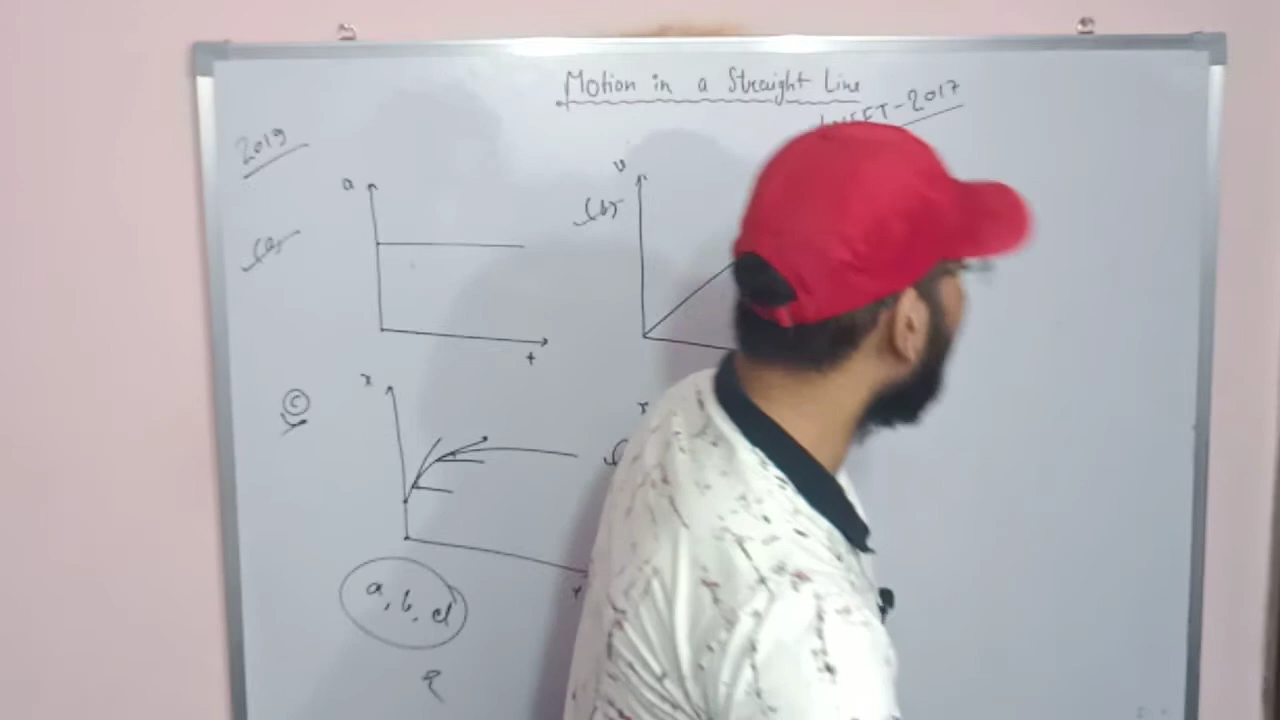 Motion in a Straight Line
NEET-2017
2019
a
v
(a)
(b)
t
x
x
(c)
a, b, d